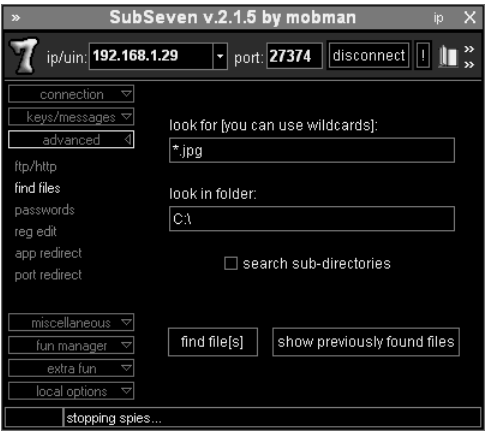 » SubSeven v.2.1.5 by mobman ip X
7 ip/uin: 192.168.1.29 port: 27374 disconnect ! »
»
connection
keys/messages
advanced
ftp/http
find files
passwords
reg edit
app redirect
port redirect
miscellaneous
fun manager
extra fun
local options
look for [you can use wildcards]:
*.jpg
look in folder:
C:\
search sub-directories
find file[s] show previously found files
stopping spies...